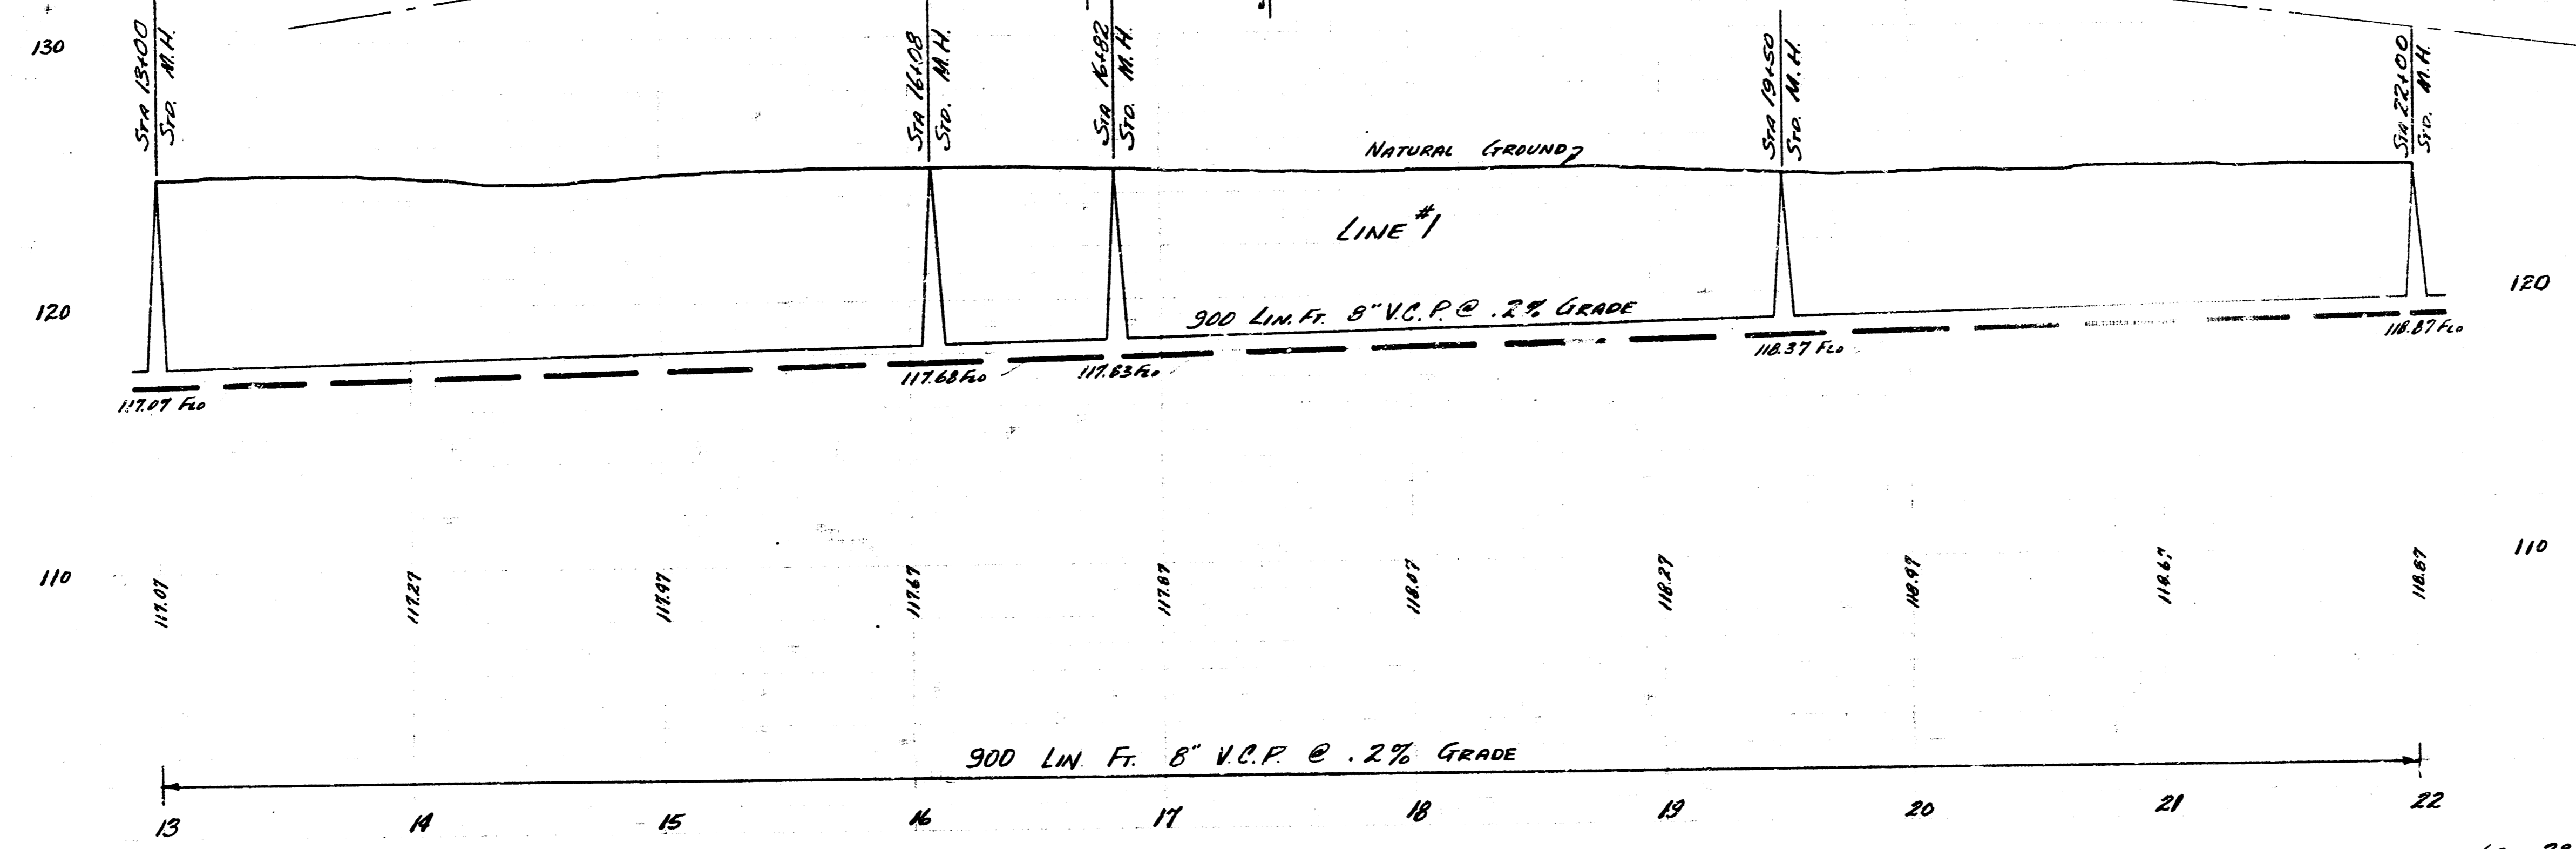 130
STA 13+00
STD. M.H.
STA 16+08
STD. M.H.
STA 16+82
STD. M.H.
STA 19+50
STD. M.H.
STA 22+00
STD. M.H.
NATURAL GROUND
LINE #1
120
900 LIN. FT. 8" V.C.P. @ .2% GRADE
120
117.07 FLO
117.68 FLO
117.83 FLO
118.37 FLO
118.87 FLO
110
117.07
117.27
117.47
117.67
117.87
118.07
118.27
118.47
118.67
118.87
110
900 LIN. FT. 8" V.C.P. @ .2% GRADE
13 14 15 16 17 18 19 20 21 22